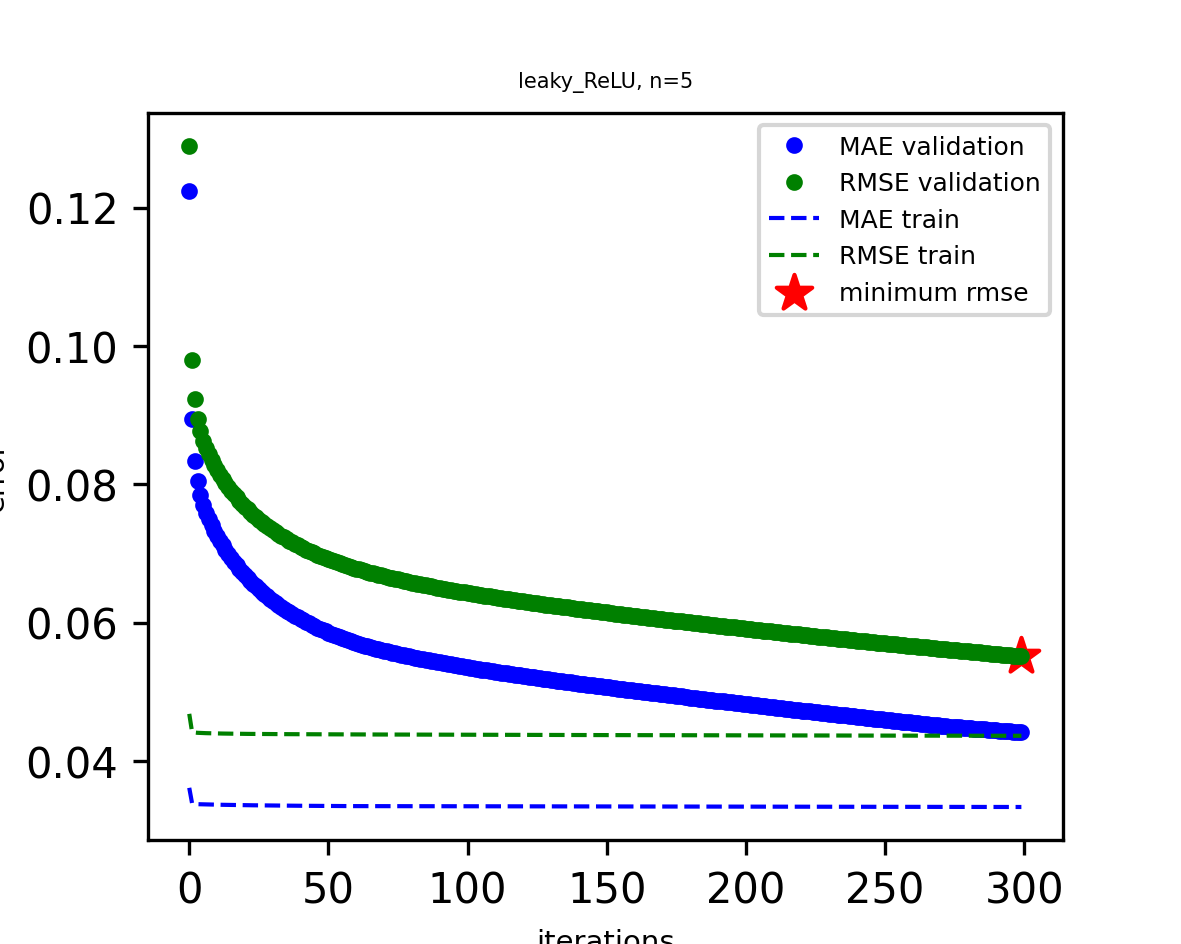 leaky_ReLU, n=5
MAE validation
RMSE validation
MAE train
RMSE train
minimum rmse
0.12
0.10
0.08
0.06
0.04
0 50 100 150 200 250 300
iterations